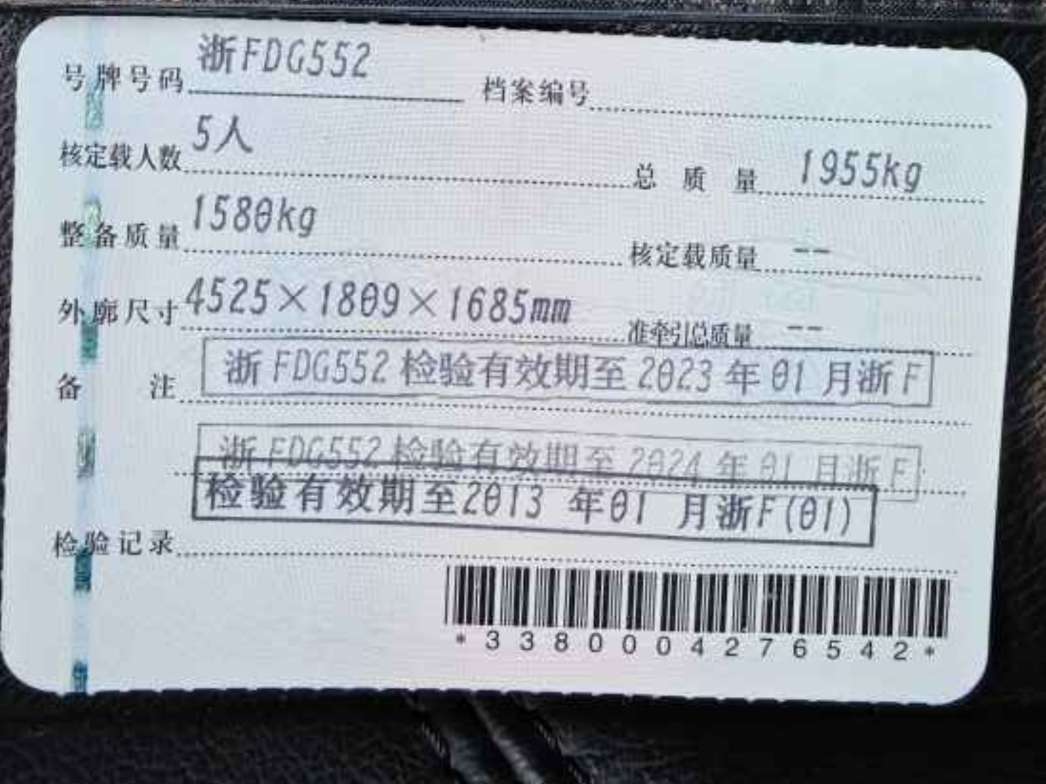 号牌号码 浙FDG552 档案编号
核定载人数 5人 总质量 1955kg
整备质量 1580kg 核定载质量 --
外廓尺寸 4525×1809×1685mm 准牵引总质量 --
备注 浙FDG552检验有效期至2023年01月浙F
浙FDG552检验有效期至2024年01月浙F
检验有效期至2013年01月浙F(01)
检验记录
*3380004276542*